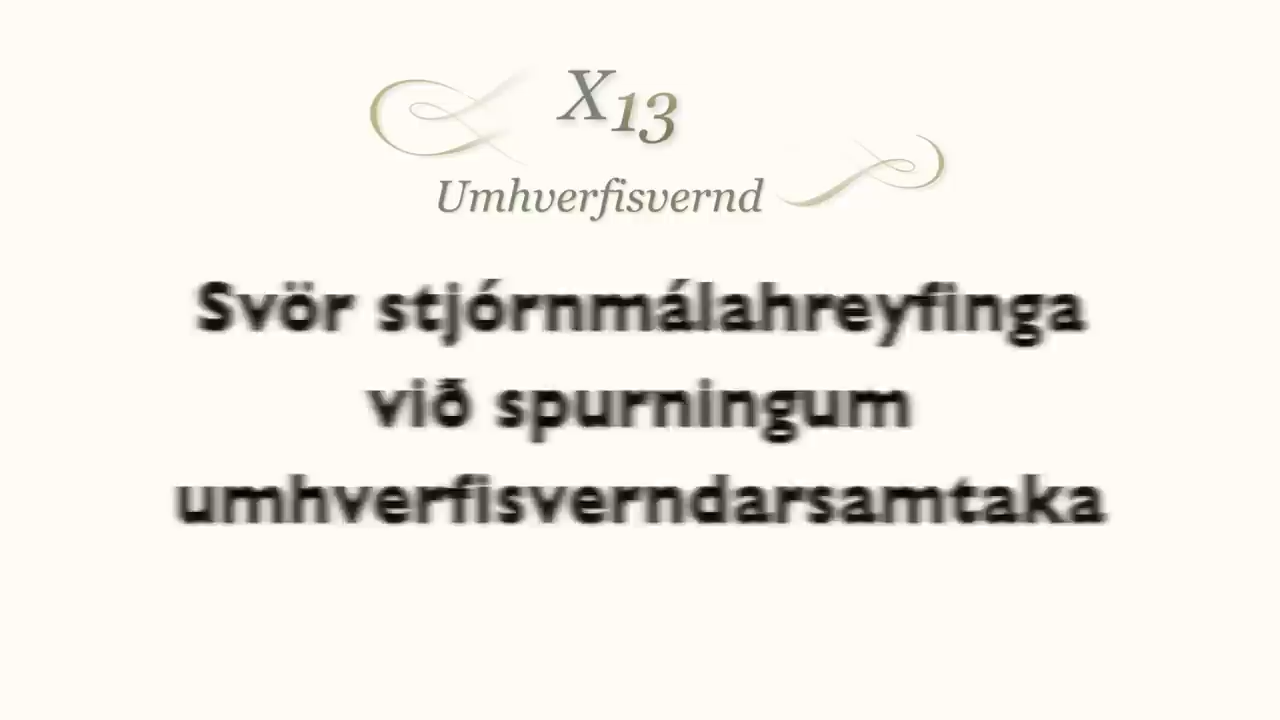 X13
Umhverfisvernd
Svör stjórnmálahreyfinga
við spurningum
umhverfisverndarsamtaka